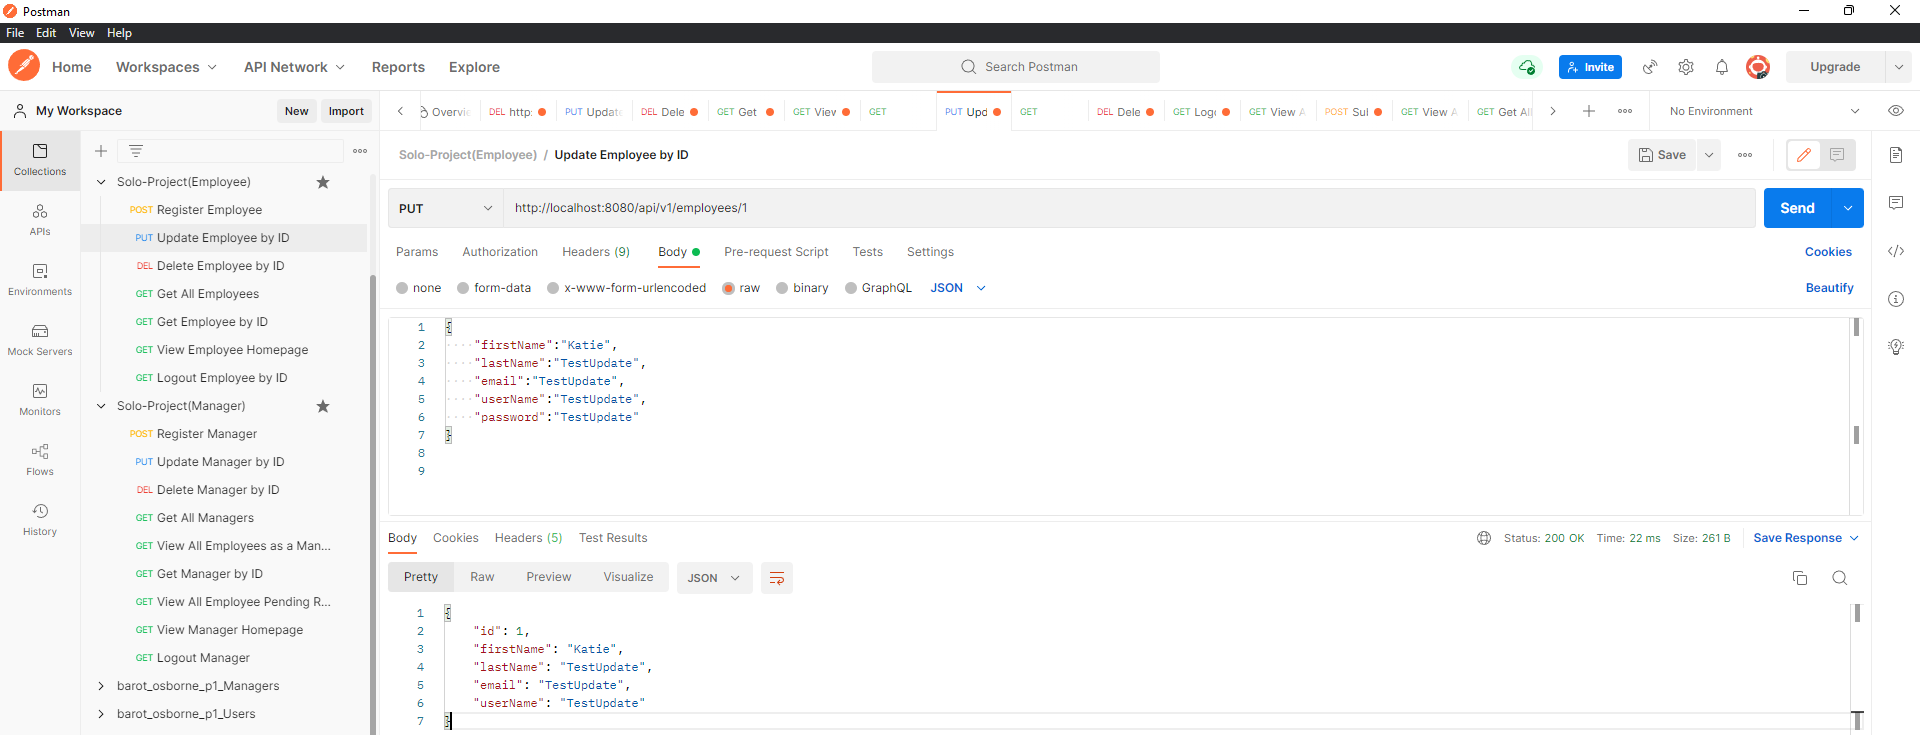 Postman
File Edit View Help
Home Workspaces API Network Reports Explore Search Postman Invite Upgrade
My Workspace New Import
Overvie DEL http: PUT Update DEL Dele GET Get GET View GET PUT Upd GET DEL Dele GET Logo GET View A POST Sul GET View A GET Get All No Environment
Solo-Project(Employee) / Update Employee by ID Save
PUT http://localhost:8080/api/v1/employees/1 Send
Params Authorization Headers (9) Body Pre-request Script Tests Settings Cookies
none form-data x-www-form-urlencoded raw binary GraphQL JSON Beautify
1 {
2 "firstName":"Katie",
3 "lastName":"TestUpdate",
4 "email":"TestUpdate",
5 "userName":"TestUpdate",
6 "password":"TestUpdate"
7 }
8
9
Body Cookies Headers (5) Test Results Status: 200 OK Time: 22 ms Size: 261 B Save Response
Pretty Raw Preview Visualize JSON
1 {
2 "id": 1,
3 "firstName": "Katie",
4 "lastName": "TestUpdate",
5 "email": "TestUpdate",
6 "userName": "TestUpdate"
7 }
Collections
APIs
Environments
Mock Servers
Monitors
Flows
History
Solo-Project(Employee)
POST Register Employee
PUT Update Employee by ID
DEL Delete Employee by ID
GET Get All Employees
GET Get Employee by ID
GET View Employee Homepage
GET Logout Employee by ID
Solo-Project(Manager)
POST Register Manager
PUT Update Manager by ID
DEL Delete Manager by ID
GET Get All Managers
GET View All Employees as a Man...
GET Get Manager by ID
GET View All Employee Pending R...
GET View Manager Homepage
GET Logout Manager
barot_osborne_p1_Managers
barot_osborne_p1_Users